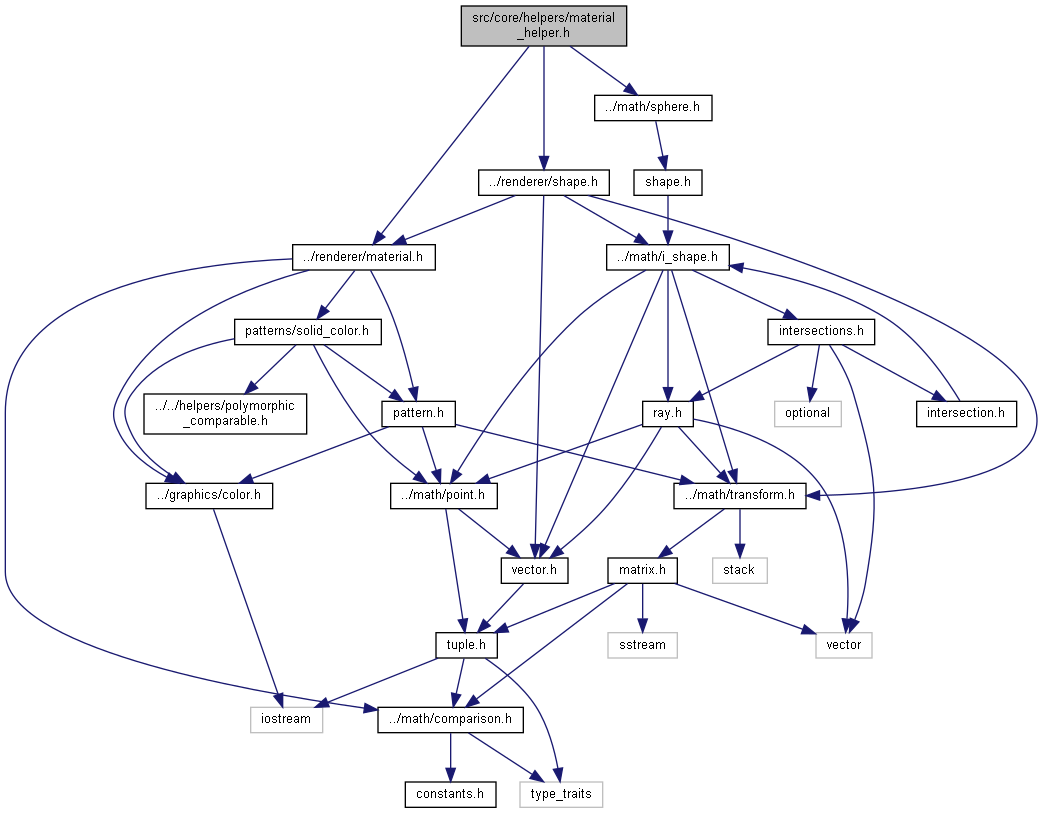 src/core/helpers/material
_helper.h
../math/sphere.h
../renderer/shape.h
shape.h
../renderer/material.h
../math/i_shape.h
patterns/solid_color.h
intersections.h
../../helpers/polymorphic
_comparable.h
pattern.h
ray.h
optional
intersection.h
../graphics/color.h
../math/point.h
../math/transform.h
vector.h
matrix.h
stack
tuple.h
sstream
vector
iostream
../math/comparison.h
constants.h
type_traits